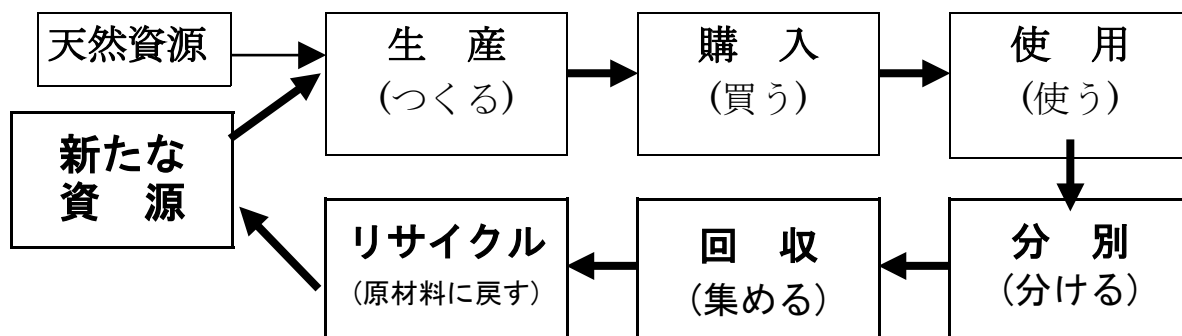 天然資源
生　産
(つくる)
購　入
(買う)
使　用
(使う)
新たな
資　源
リサイクル
(原材料に戻す)
回　収
(集める)
分　別
(分ける)